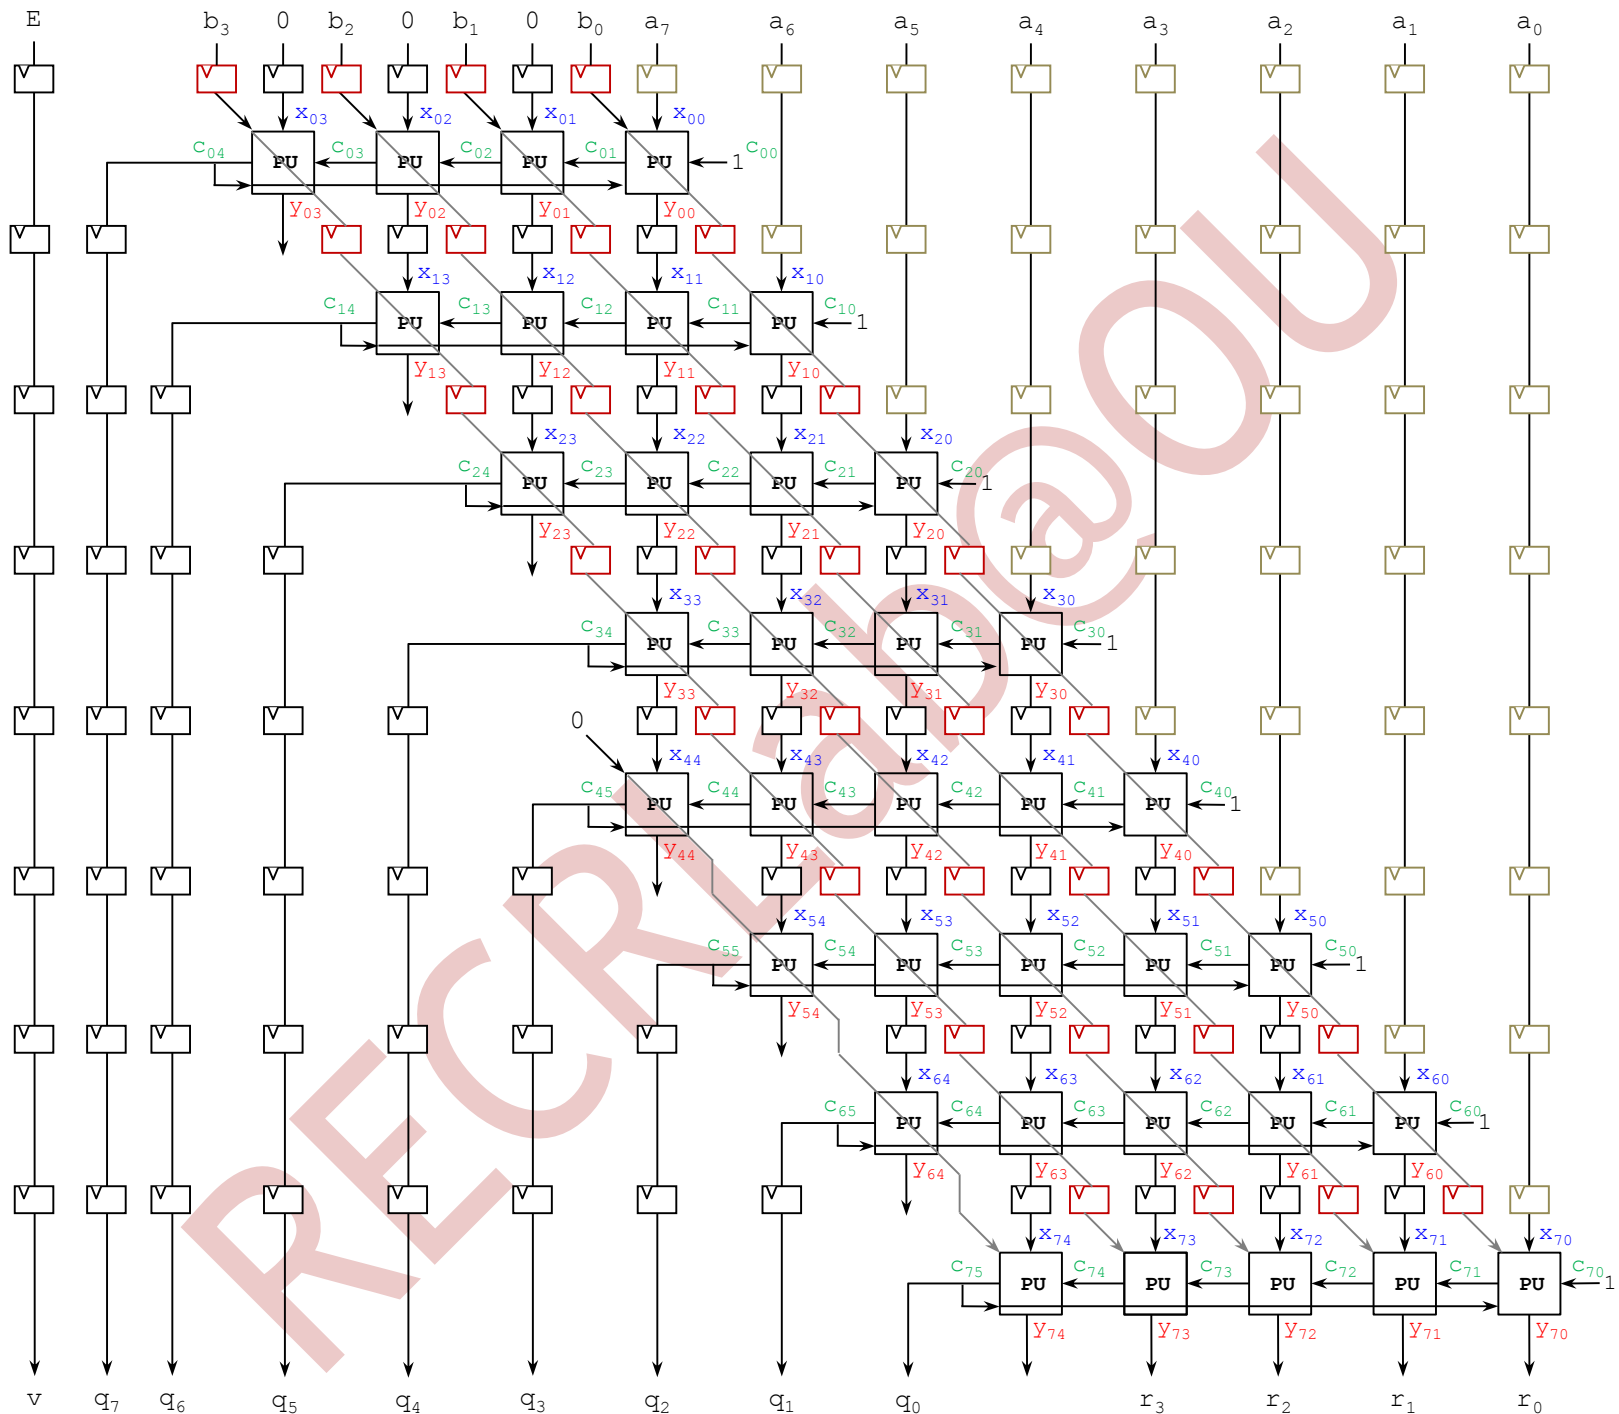 E b₃ 0 b₂ 0 b₁ 0 b₀ a₇ a₆ a₅ a₄ a₃ a₂ a₁ a₀
x₀₃ x₀₂ x₀₁ x₀₀
c₀₄ c₀₃ c₀₂ c₀₁ c₀₀
PU PU PU PU 1
y₀₃ y₀₂ y₀₁ y₀₀
x₁₃ x₁₂ x₁₁ x₁₀
c₁₄ c₁₃ c₁₂ c₁₁ c₁₀
PU PU PU PU 1
y₁₃ y₁₂ y₁₁ y₁₀
x₂₃ x₂₂ x₂₁ x₂₀
c₂₄ c₂₃ c₂₂ c₂₁ c₂₀
PU PU PU PU 1
y₂₃ y₂₂ y₂₁ y₂₀
x₃₃ x₃₂ x₃₁ x₃₀
c₃₄ c₃₃ c₃₂ c₃₁ c₃₀
PU PU PU PU 1
y₃₃ y₃₂ y₃₁ y₃₀
0
x₄₄ x₄₃ x₄₂ x₄₁ x₄₀
c₄₅ c₄₄ c₄₃ c₄₂ c₄₁ c₄₀
PU PU PU PU PU 1
y₄₄ y₄₃ y₄₂ y₄₁ y₄₀
x₅₄ x₅₃ x₅₂ x₅₁ x₅₀
c₅₅ c₅₄ c₅₃ c₅₂ c₅₁ c₅₀
PU PU PU PU PU 1
y₅₄ y₅₃ y₅₂ y₅₁ y₅₀
x₆₄ x₆₃ x₆₂ x₆₁ x₆₀
c₆₅ c₆₄ c₆₃ c₆₂ c₆₁ c₆₀
PU PU PU PU PU 1
y₆₄ y₆₃ y₆₂ y₆₁ y₆₀
x₇₄ x₇₃ x₇₂ x₇₁ x₇₀
c₇₅ c₇₄ c₇₃ c₇₂ c₇₁ c₇₀
PU PU PU PU PU 1
y₇₄ y₇₃ y₇₂ y₇₁ y₇₀
v q₇ q₆ q₅ q₄ q₃ q₂ q₁ q₀ r₃ r₂ r₁ r₀
RECRLab@OU